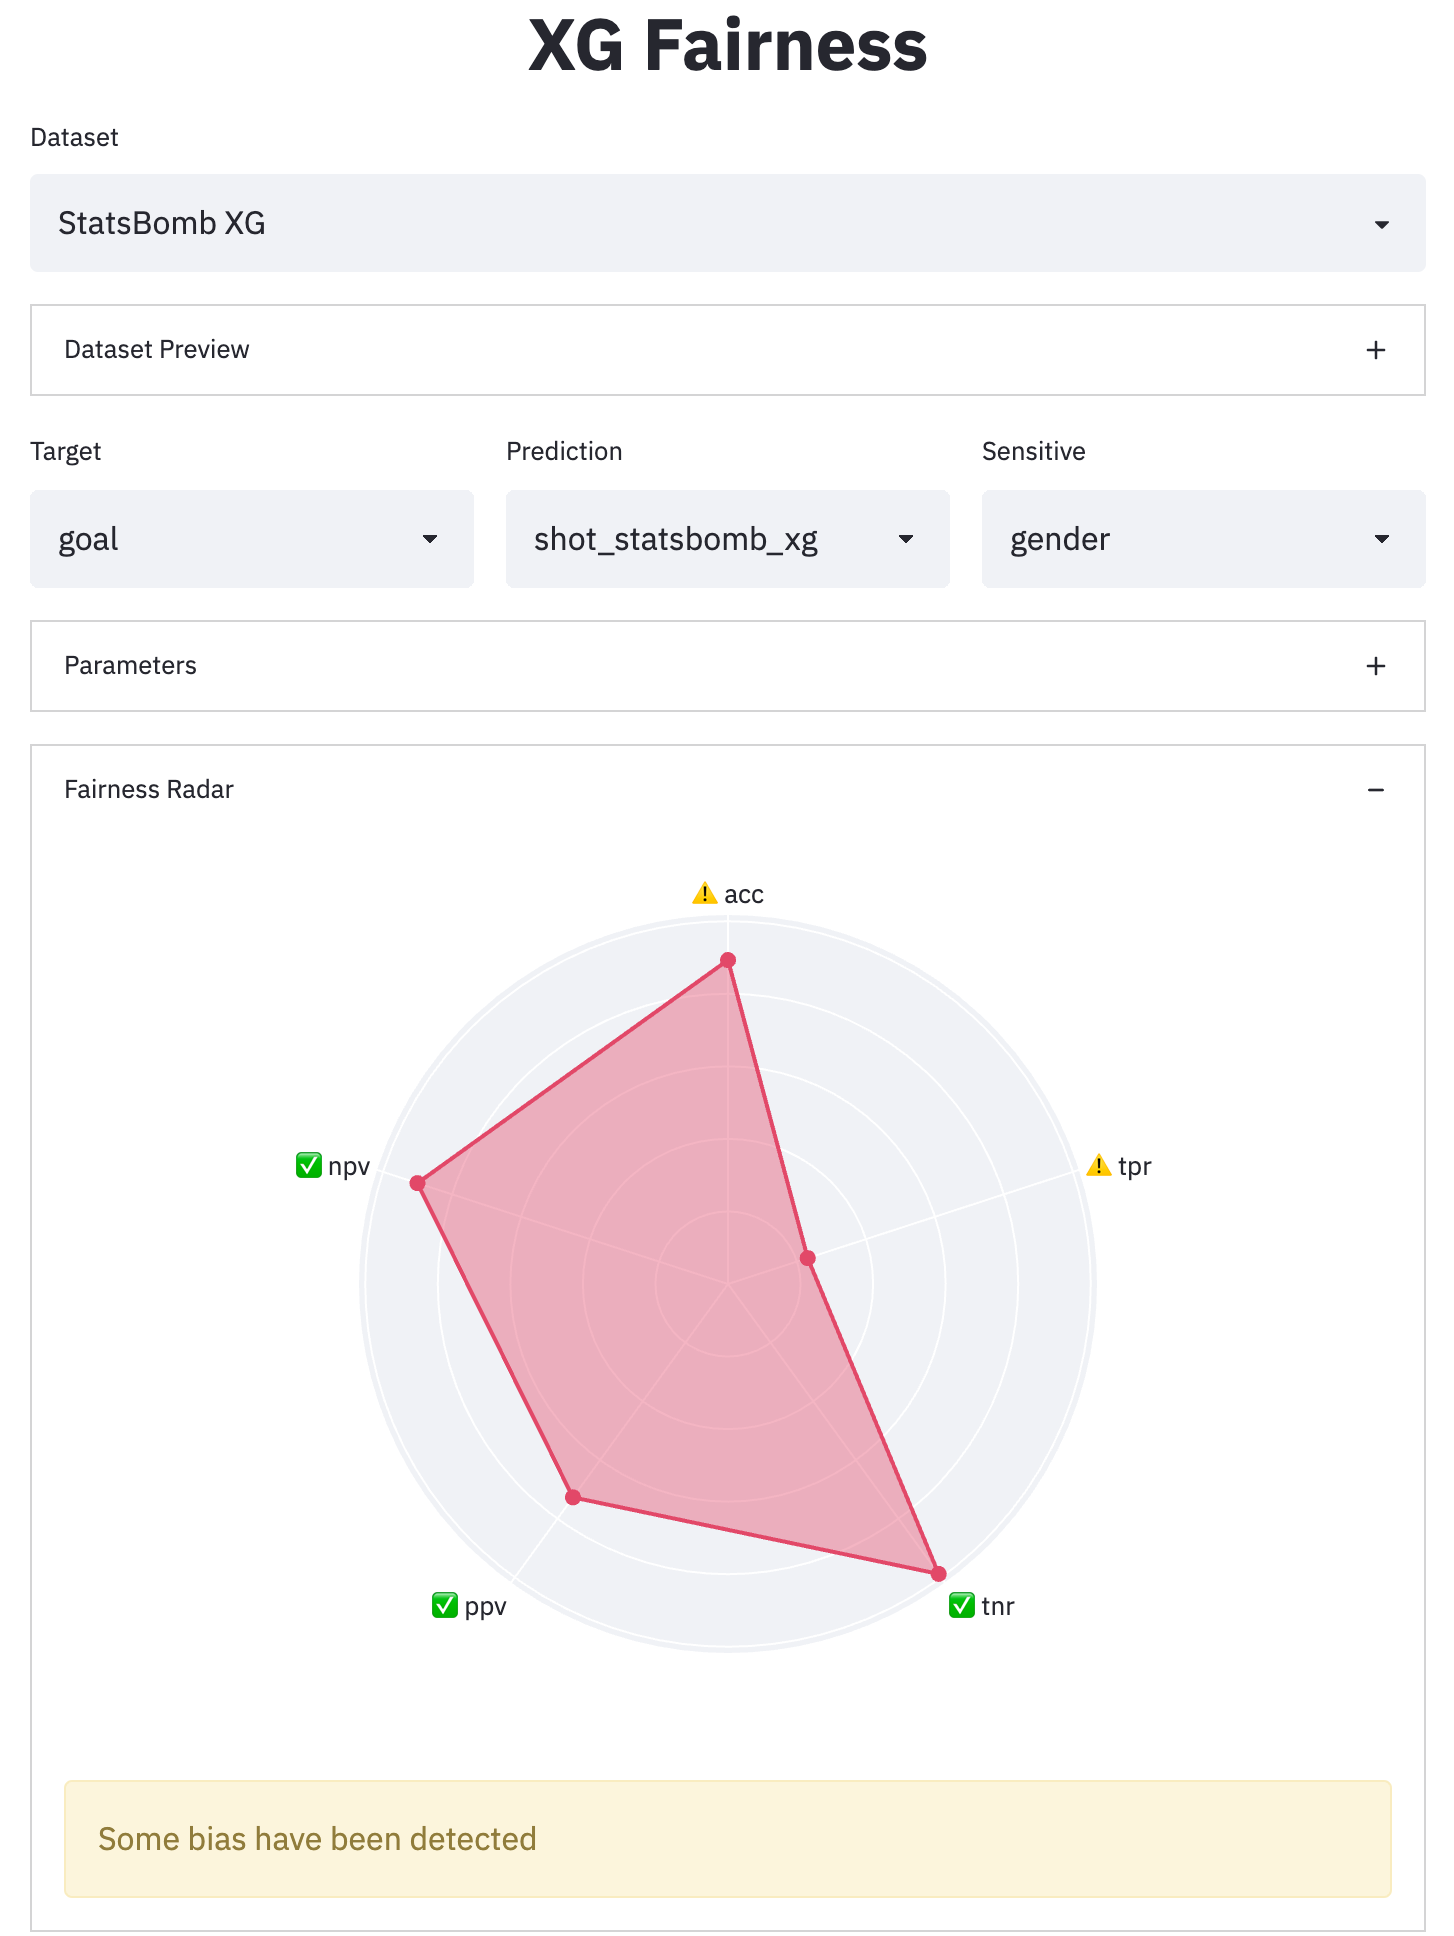 XG Fairness
Dataset
StatsBomb XG
Dataset Preview
Target
Prediction
Sensitive
goal
shot_statsbomb_xg
gender
Parameters
Fairness Radar
acc
npv
tpr
ppv
tnr
Some bias have been detected